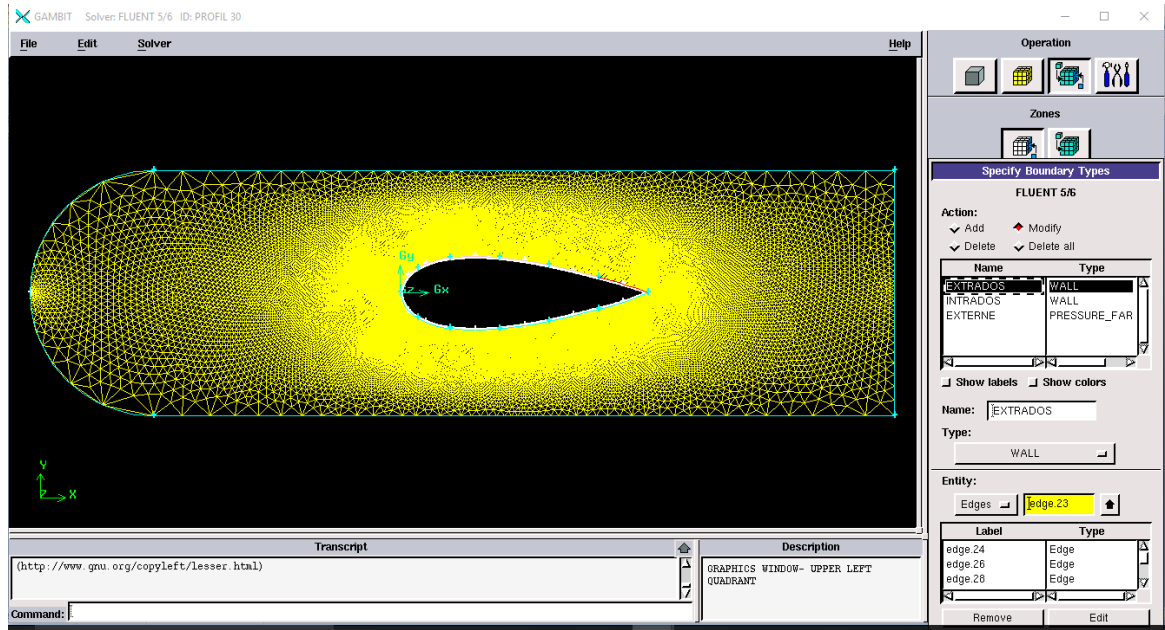 GAMBIT Solver: FLUENT 5/6 ID: PROFIL 30
File Edit Solver Help
Gy
Z Gx
Y
Z X
Transcript
(http://www.gnu.org/copyleft/lesser.html)
Command:
Description
GRAPHICS WINDOW- UPPER LEFT
QUADRANT
Operation
Zones
Specify Boundary Types
FLUENT 5/6
Action:
Add Modify
Delete Delete all
Name Type
EXTRADOS WALL
INTRADOS WALL
EXTERNE PRESSURE_FAR
Show labels Show colors
Name: EXTRADOS
Type:
WALL
Entity:
Edges edge.23
Label Type
edge.24 Edge
edge.26 Edge
edge.28 Edge
Remove Edit